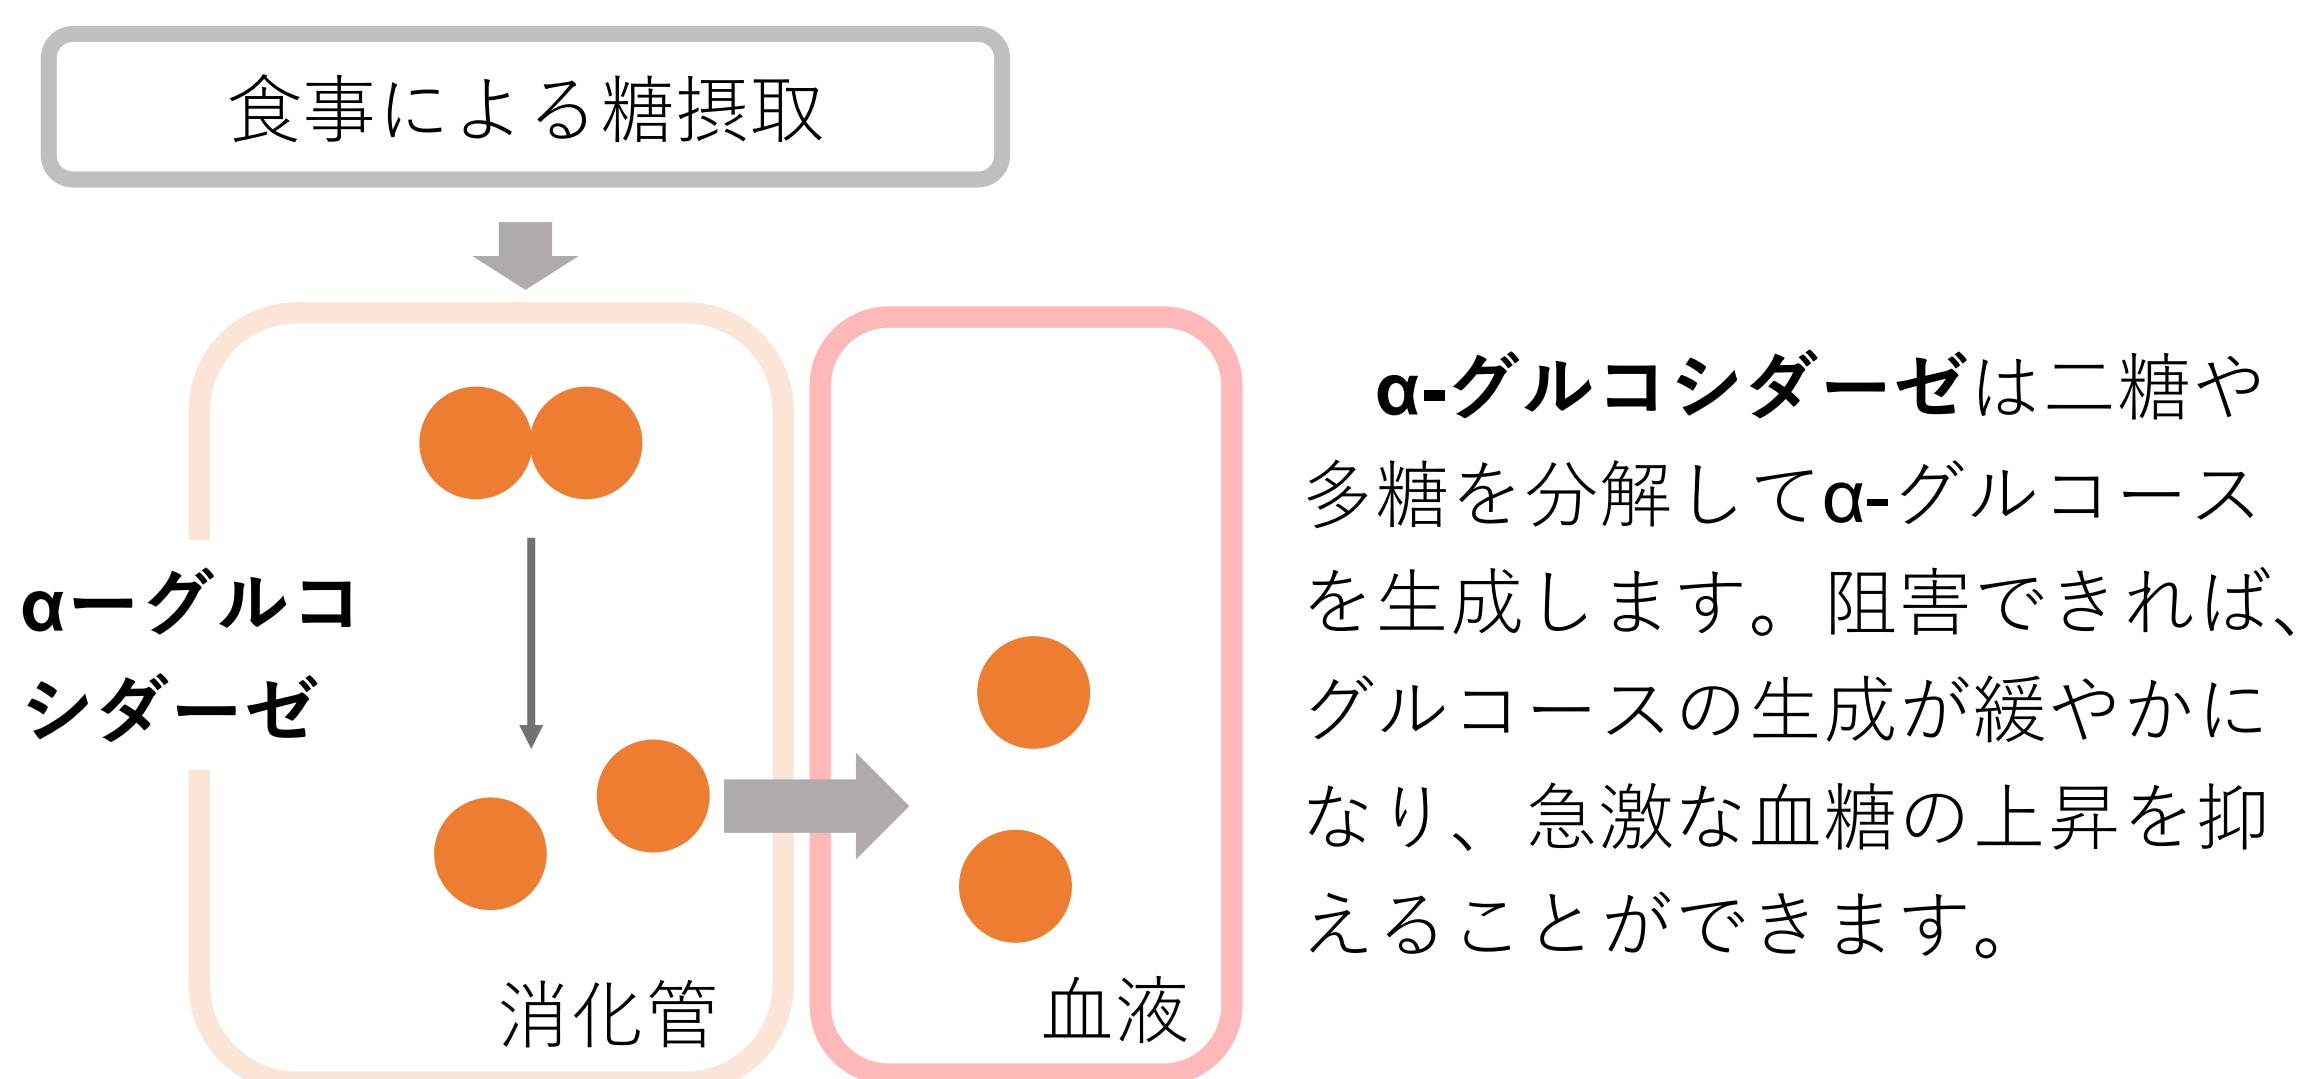 食事による糖摂取
αーグルコ
シダーゼ
消化管
血液
α-グルコシダーゼは二糖や
多糖を分解してα-グルコース
を生成します。阻害できれば、
グルコースの生成が緩やかに
なり、急激な血糖の上昇を抑
えることができます。